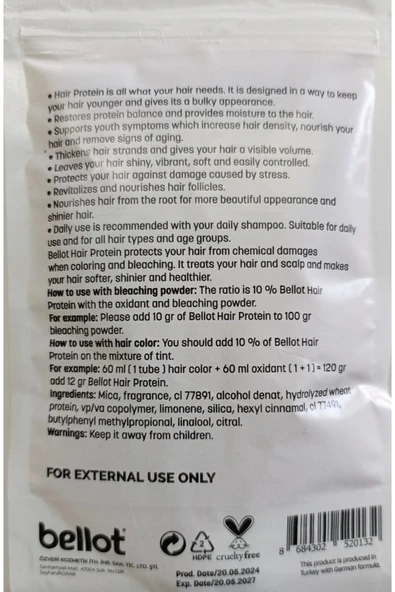 • Hair Protein is all what your hair needs. It is designed in a way to keep
your hair younger and gives its a bulky appearance.
• Restores protein balance and provides moisture to the hair.
• Supports youth symptoms which increase hair density, nourish your
hair and remove signs of aging.
• Thickens hair strands and gives your hair a visible volume.
• Leaves your hair shiny, vibrant, soft and easily controlled.
• Protects your hair against damage caused by stress.
• Revitalizes and nourishes hair follicles.
• Nourishes hair from the root for more beautiful appearance and
shinier hair.
• Daily use is recommended with your daily shampoo. Suitable for daily
use and for all hair types and age groups.
Bellot Hair Protein protects your hair from chemical damages
when coloring and bleaching. It treats your hair and scalp and makes
your hair softer, shinier and healthier.
How to use with bleaching powder: The ratio is 10 % Bellot Hair
Protein with the oxidant and bleaching powder.
For example: Please add 10 gr of Bellot Hair Protein to 100 gr
bleaching powder.
How to use with hair color: You should add 10 % of Bellot Hair
Protein on the mixture of tint.
For example: 60 ml (1 tube) hair color + 60 ml oxidant (1+1) = 120 gr
add 12 gr Bellot Hair Protein.
Ingredients: Mica, fragrance, cl 77891, alcohol denat, hydrolyzed wheat
protein, vp/va copolymer, limonene, silica, hexyl cinnamal, cl 77491,
butylphenyl methylpropional, linalool, citral.
Warnings: Keep it away from children.
FOR EXTERNAL USE ONLY
bellot
ÖZVER KOZMETİK İTH. İHR. SAN. TİC. LTD. ŞTİ.
2
HDPE
crueltyfree
Prod. Date/20.05.2024
Exp. Date/20.05.2027
8 684302 520132
This product is produced in
Turkey with German formula.